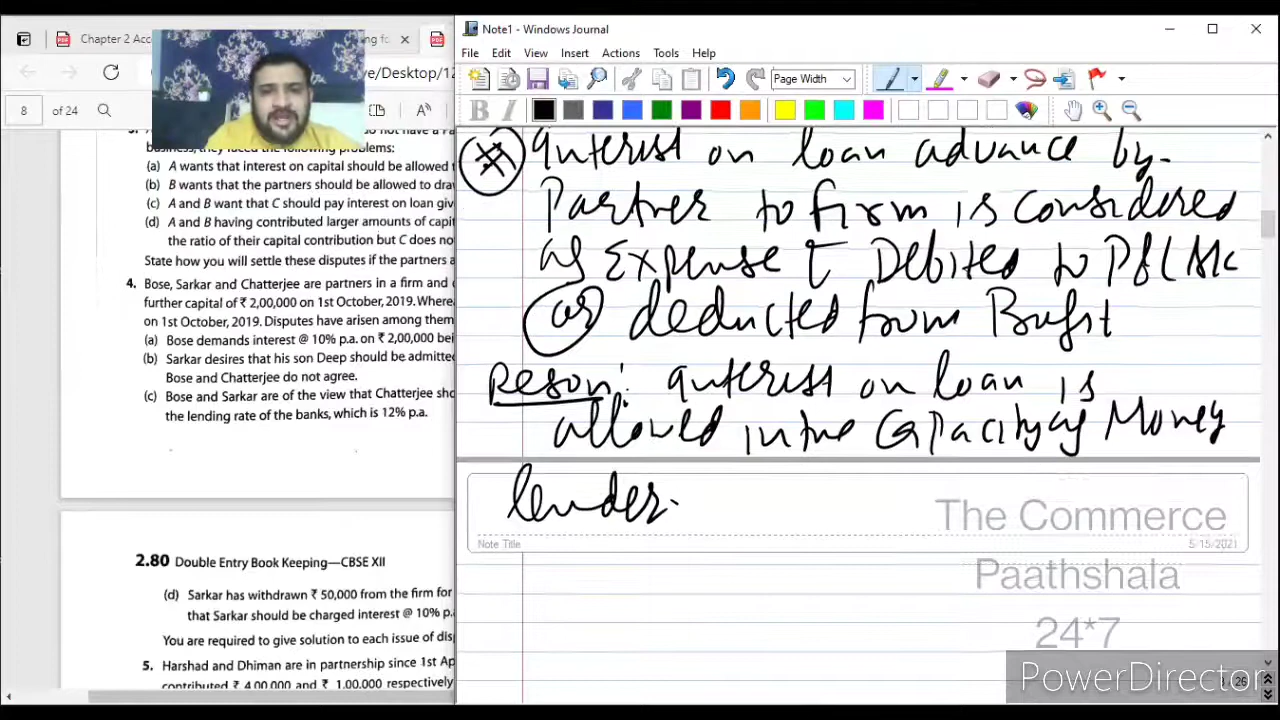 Chapter 2 Acc
8 of 24
business, they faced the following problems:
(a) A wants that interest on capital should be allowed
(b) B wants that the partners should be allowed to dra
(c) A and B want that C should pay interest on loan giv
(d) A and B having contributed larger amounts of capit
the ratio of their capital contribution but C does no
State how you will settle these disputes if the partners a
4. Bose, Sarkar and Chatterjee are partners in a firm and
further capital of ₹ 2,00,000 on 1st October, 2019. Wherea
on 1st October, 2019. Disputes have arisen among them
(a) Bose demands interest @ 10% p.a. on ₹ 2,00,000 bei
(b) Sarkar desires that his son Deep should be admitted
Bose and Chatterjee do not agree.
(c) Bose and Sarkar are of the view that Chatterjee sho
the lending rate of the banks, which is 12% p.a.
2.80 Double Entry Book Keeping—CBSE XII
(d) Sarkar has withdrawn ₹ 50,000 from the firm for
that Sarkar should be charged interest @ 10% p.a
You are required to give solution to each issue of disp
5. Harshad and Dhiman are in partnership since 1st Ap
contributed ₹ 4,00,000 and ₹ 1,00,000 respectively
Note1 - Windows Journal
File Edit View Insert Actions Tools Help
Page Width
B I
# Interest on loan advance by
Partner to firm is considered
as Expense & Debited to P&L A/c
or deducted from Profit
Reson: Interest on loan is
allowed in the Capacity of Money
lender.
Note Title
5-15/2021
The Commerce
Paathshala
24*7
PowerDirector